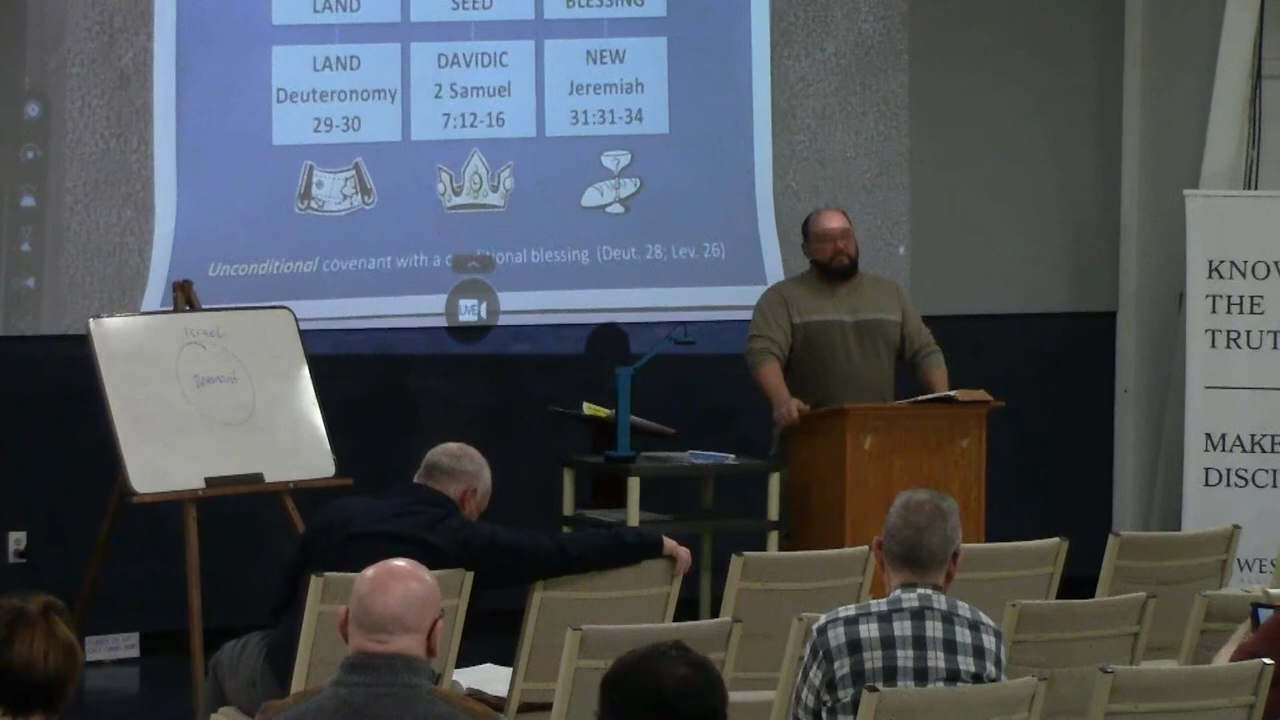 LAND
SEED
BLESSING
LAND
Deuteronomy
29-30
DAVIDIC
2 Samuel
7:12-16
NEW
Jeremiah
31:31-34
Unconditional covenant with a blessing (Deut. 28; Lev. 26)
LIVE
Israel
Remnant
KNOW
THE
TRUT
MAKE
DISCI
WES